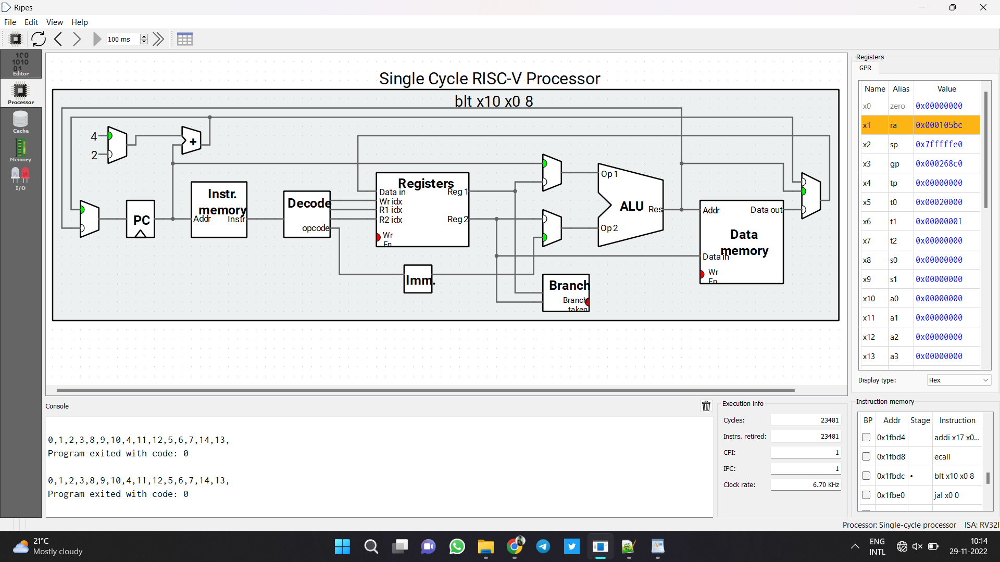 Ripes
File Edit View Help
100 ms
Editor
Processor
Cache
Memory
I/O
Single Cycle RISC-V Processor
blt x10 x0 8
4
2
+
PC
Instr. memory
Addr
Instr
Decode
opcode
Registers
Data in
Wr idx
R1 idx
R2 idx
Wr En
Reg 1
Reg 2
Imm.
Branch
Branch taken
Op1
Op2
ALU
Res
Data memory
Addr
Data out
Data in
Wr En
Registers
GPR
Name Alias Value
x0 zero 0x00000000
x1 ra 0x000105bc
x2 sp 0x7fffffe0
x3 gp 0x000268c0
x4 tp 0x00000000
x5 t0 0x00020000
x6 t1 0x00000001
x7 t2 0x00000000
x8 s0 0x00000000
x9 s1 0x00000000
x10 a0 0x00000000
x11 a1 0x00000000
x12 a2 0x00000000
x13 a3 0x00000000
Display type: Hex
Console
0,1,2,3,8,9,10,4,11,12,5,6,7,14,13,
Program exited with code: 0
0,1,2,3,8,9,10,4,11,12,5,6,7,14,13,
Program exited with code: 0
Execution info
Cycles: 23481
Instrs. retired: 23481
CPI: 1
IPC: 1
Clock rate: 6.70 KHz
Instruction memory
BP Addr Stage Instruction
0x1fbd4 addi x17 x0...
0x1fbd8 ecall
0x1fbdc • blt x10 x0 8
0x1fbe0 jal x0 0
Processor: Single-cycle processor ISA: RV32I
21°C
Mostly cloudy
ENG
INTL
10:14
29-11-2022